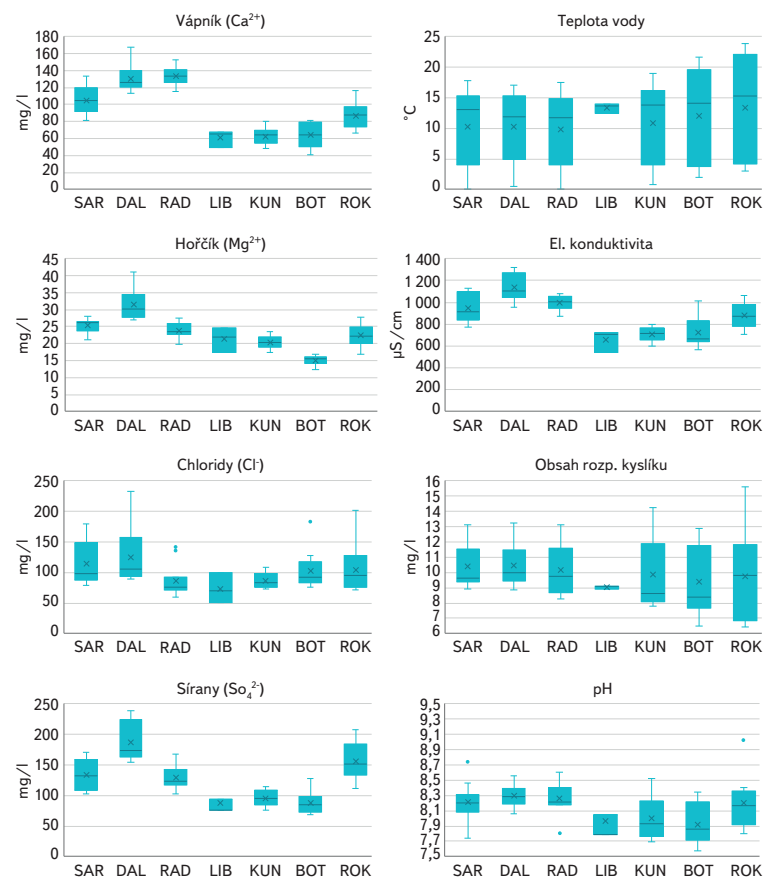 Vápník (Ca²⁺)
mg/l
180
160
140
120
100
80
60
40
20
0
SAR DAL RAD LIB KUN BOT ROK
Teplota vody
°C
25
20
15
10
5
0
SAR DAL RAD LIB KUN BOT ROK
Hořčík (Mg²⁺)
mg/l
45
40
35
30
25
20
15
10
5
0
SAR DAL RAD LIB KUN BOT ROK
El. konduktivita
µS/cm
1 400
1 200
1 000
800
600
400
200
0
SAR DAL RAD LIB KUN BOT ROK
Chloridy (Cl⁻)
mg/l
250
200
150
100
50
0
SAR DAL RAD LIB KUN BOT ROK
Obsah rozp. kyslíku
mg/l
16
15
14
13
12
11
10
9
8
7
6
SAR DAL RAD LIB KUN BOT ROK
Sírany (So₄²⁻)
mg/l
250
200
150
100
50
0
SAR DAL RAD LIB KUN BOT ROK
pH
9,5
9,3
9,1
8,9
8,7
8,5
8,3
8,1
7,9
7,7
7,5
SAR DAL RAD LIB KUN BOT ROK